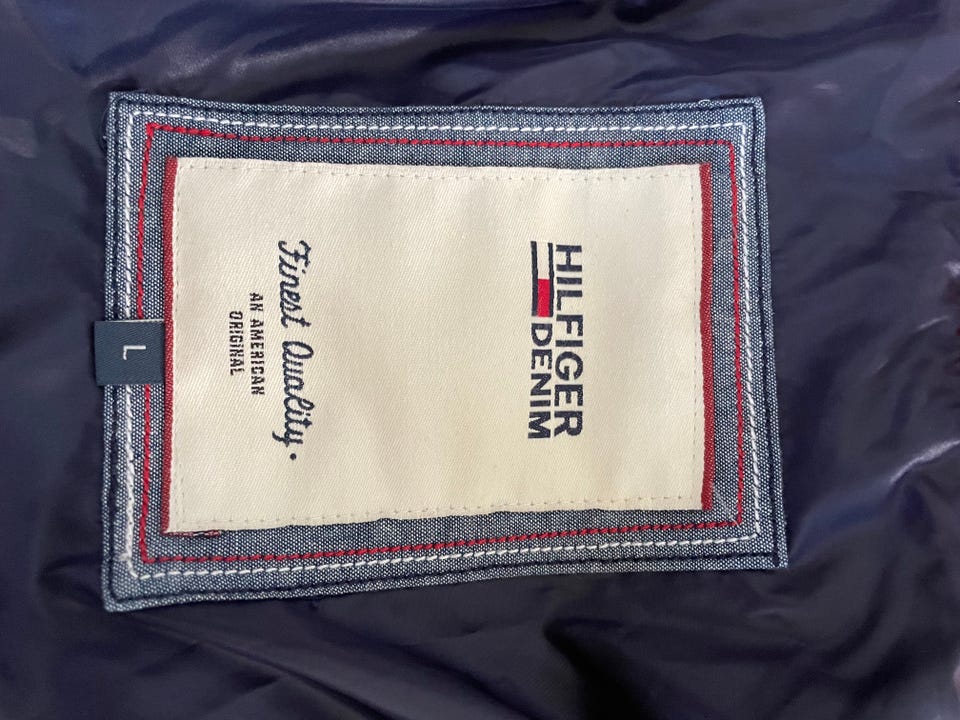 HILFIGER
DENIM
Finest Quality.
AN AMERICAN
ORIGINAL
L